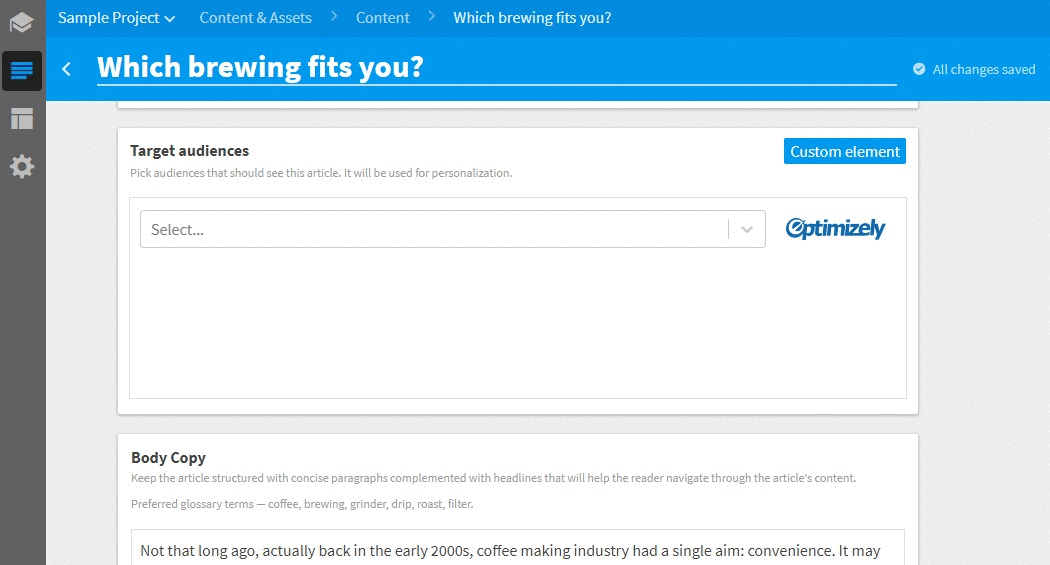 Sample Project Content & Assets Content Which brewing fits you?
Which brewing fits you?
All changes saved
Target audiences
Custom element
Pick audiences that should see this article. It will be used for personalization.
Select...
Optimizely
Body Copy
Keep the article structured with concise paragraphs complemented with headlines that will help the reader navigate through the article's content.
Preferred glossary terms — coffee, brewing, grinder, drip, roast, filter.
Not that long ago, actually back in the early 2000s, coffee making industry had a single aim: convenience. It may